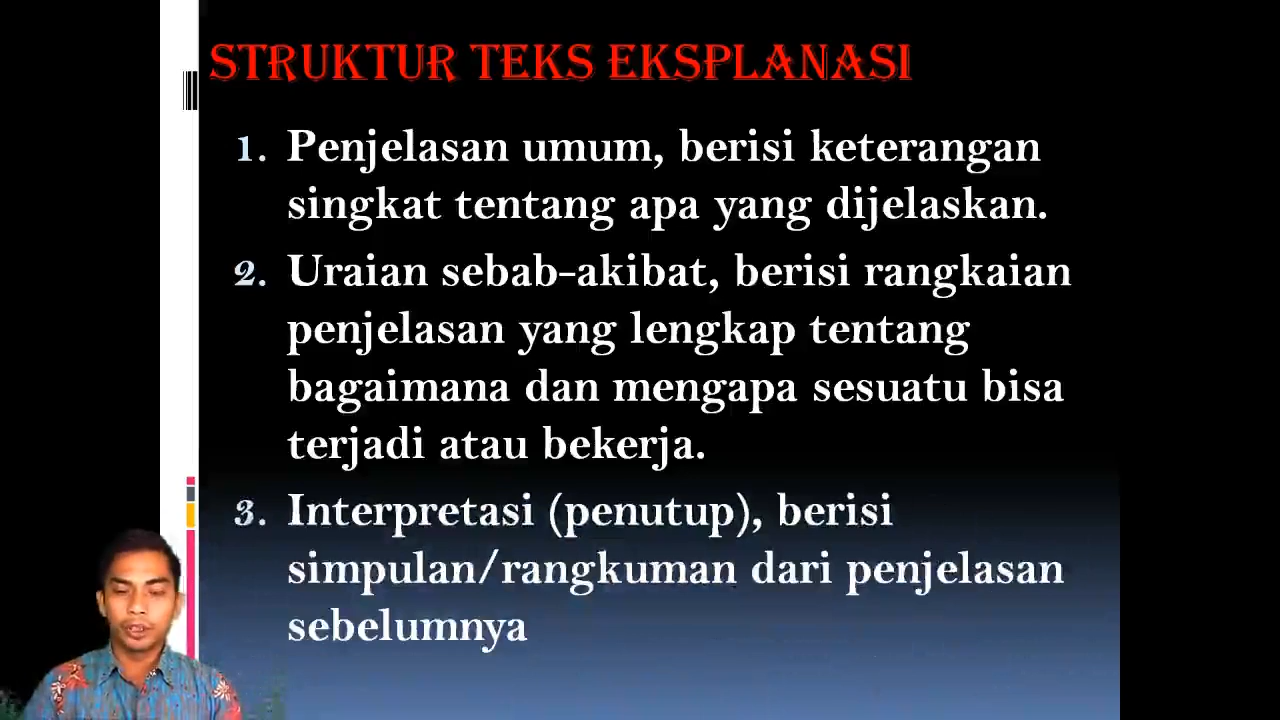 STRUKTUR TEKS EKSPLANASI
1. Penjelasan umum, berisi keterangan
singkat tentang apa yang dijelaskan.
2. Uraian sebab-akibat, berisi rangkaian
penjelasan yang lengkap tentang
bagaimana dan mengapa sesuatu bisa
terjadi atau bekerja.
3. Interpretasi (penutup), berisi
simpulan/rangkuman dari penjelasan
sebelumnya